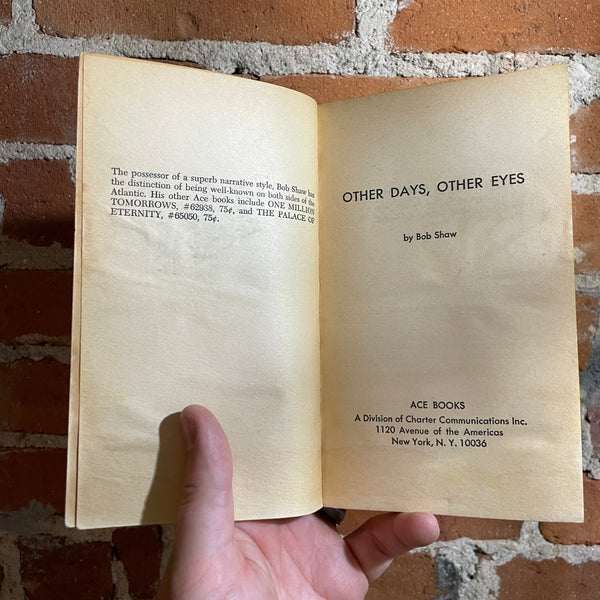 The possessor of a superb narrative style, Bob Shaw has
the distinction of being well-known on both sides of the
Atlantic. His other Ace books include ONE MILLION
TOMORROWS, #62938, 75¢, and THE PALACE OF
ETERNITY, #65050, 75¢.
OTHER DAYS, OTHER EYES
by Bob Shaw
ACE BOOKS
A Division of Charter Communications Inc.
1120 Avenue of the Americas
New York, N. Y. 10036